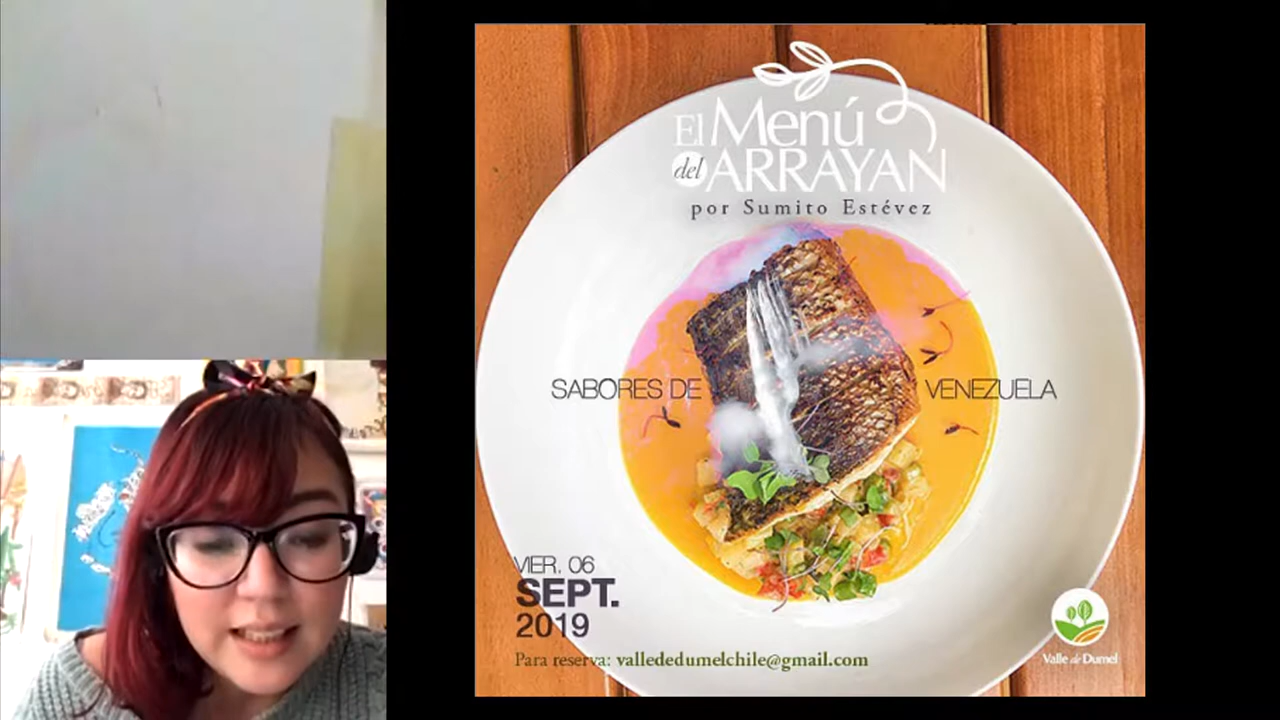 El Menú
del ARRAYAN
por Sumito Estévez
SABORES DE VENEZUELA
VIER. 06
SEPT.
2019
Para reserva: vallededumelchile@gmail.com
Valle de Dumel